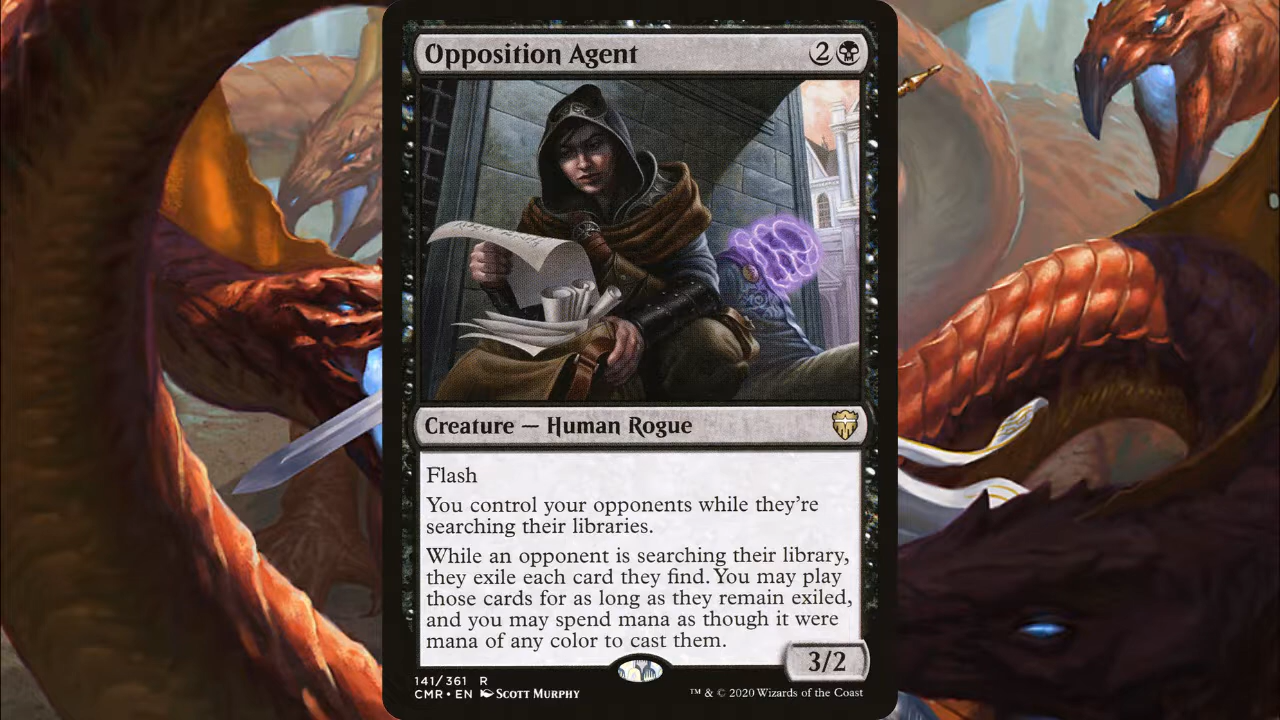 Opposition Agent 2
Creature — Human Rogue
Flash
You control your opponents while they're
searching their libraries.
While an opponent is searching their library,
they exile each card they find. You may play
those cards for as long as they remain exiled,
and you may spend mana as though it were
mana of any color to cast them.
3/2
141/361 R
CMR • EN Scott Murphy
™ & © 2020 Wizards of the Coast